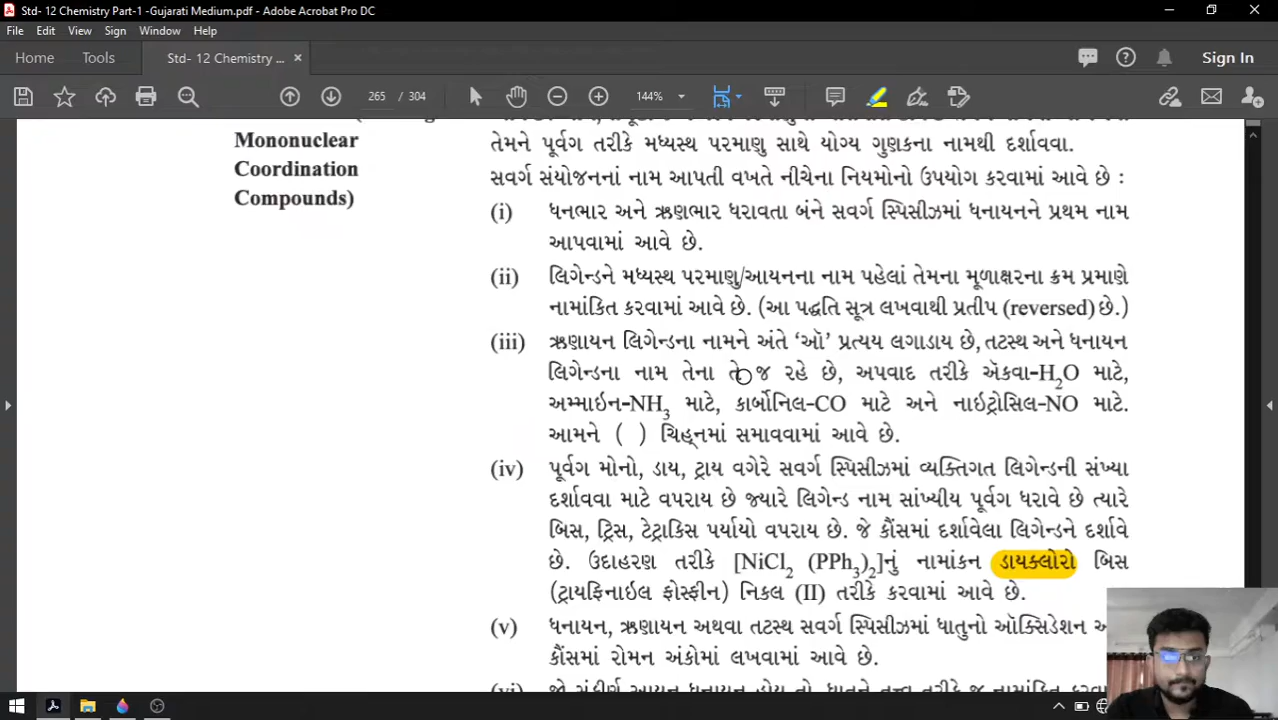 Std- 12 Chemistry Part-1 -Gujarati Medium.pdf - Adobe Acrobat Pro DC
File Edit View Sign Window Help
Home Tools Std- 12 Chemistry ... × Sign In
265 / 304 144%
Mononuclear
Coordination
Compounds)
તેમને પૂર્વગ તરીકે મધ્યસ્થ પરમાણુ સાથે યોગ્ય ગુણકના નામથી દર્શાવવા.
સવર્ગ સંયોજનનાં નામ આપતી વખતે નીચેના નિયમોનો ઉપયોગ કરવામાં આવે છે :
(i) ધનભાર અને ઋણભાર ધરાવતા બંને સવર્ગ સ્પિસીઝમાં ધનાયનને પ્રથમ નામ
આપવામાં આવે છે.
(ii) લિગેન્ડને મધ્યસ્થ પરમાણુ/આયનના નામ પહેલાં તેમના મૂળાક્ષરના ક્રમ પ્રમાણે
નામાંકિત કરવામાં આવે છે. (આ પદ્ધતિ સૂત્ર લખવાથી પ્રતીપ (reversed) છે.)
(iii) ઋણાયન લિગેન્ડના નામને અંતે ‘ઑ’ પ્રત્યય લગાડાય છે, તટસ્થ અને ધનાયન
લિગેન્ડના નામ તેના તે જ રહે છે, અપવાદ તરીકે ઍકવા-H₂O માટે,
અમ્માઇન-NH₃ માટે, કાર્બોનિલ-CO માટે અને નાઇટ્રોસિલ-NO માટે.
આમને ( ) ચિહ્નમાં સમાવવામાં આવે છે.
(iv) પૂર્વગ મોનો, ડાય, ટ્રાય વગેરે સવર્ગ સ્પિસીઝમાં વ્યક્તિગત લિગેન્ડની સંખ્યા
દર્શાવવા માટે વપરાય છે જ્યારે લિગેન્ડ નામ સાંખ્યીય પૂર્વગ ધરાવે છે ત્યારે
બિસ, ટ્રિસ, ટેટ્રાકિસ પર્યાયો વપરાય છે. જે કૌંસમાં દર્શાવેલા લિગેન્ડને દર્શાવે
છે. ઉદાહરણ તરીકે [NiCl₂ (PPh₃)₂]નું નામાંકન ડાયક્લોરો બિસ
(ટ્રાયફિનાઇલ ફોસ્ફીન) નિકલ (II) તરીકે કરવામાં આવે છે.
(v) ધનાયન, ઋણાયન અથવા તટસ્થ સવર્ગ સ્પિસીઝમાં ધાતુનો ઑક્સિડેશન
કૌંસમાં રોમન અંકોમાં લખવામાં આવે છે.